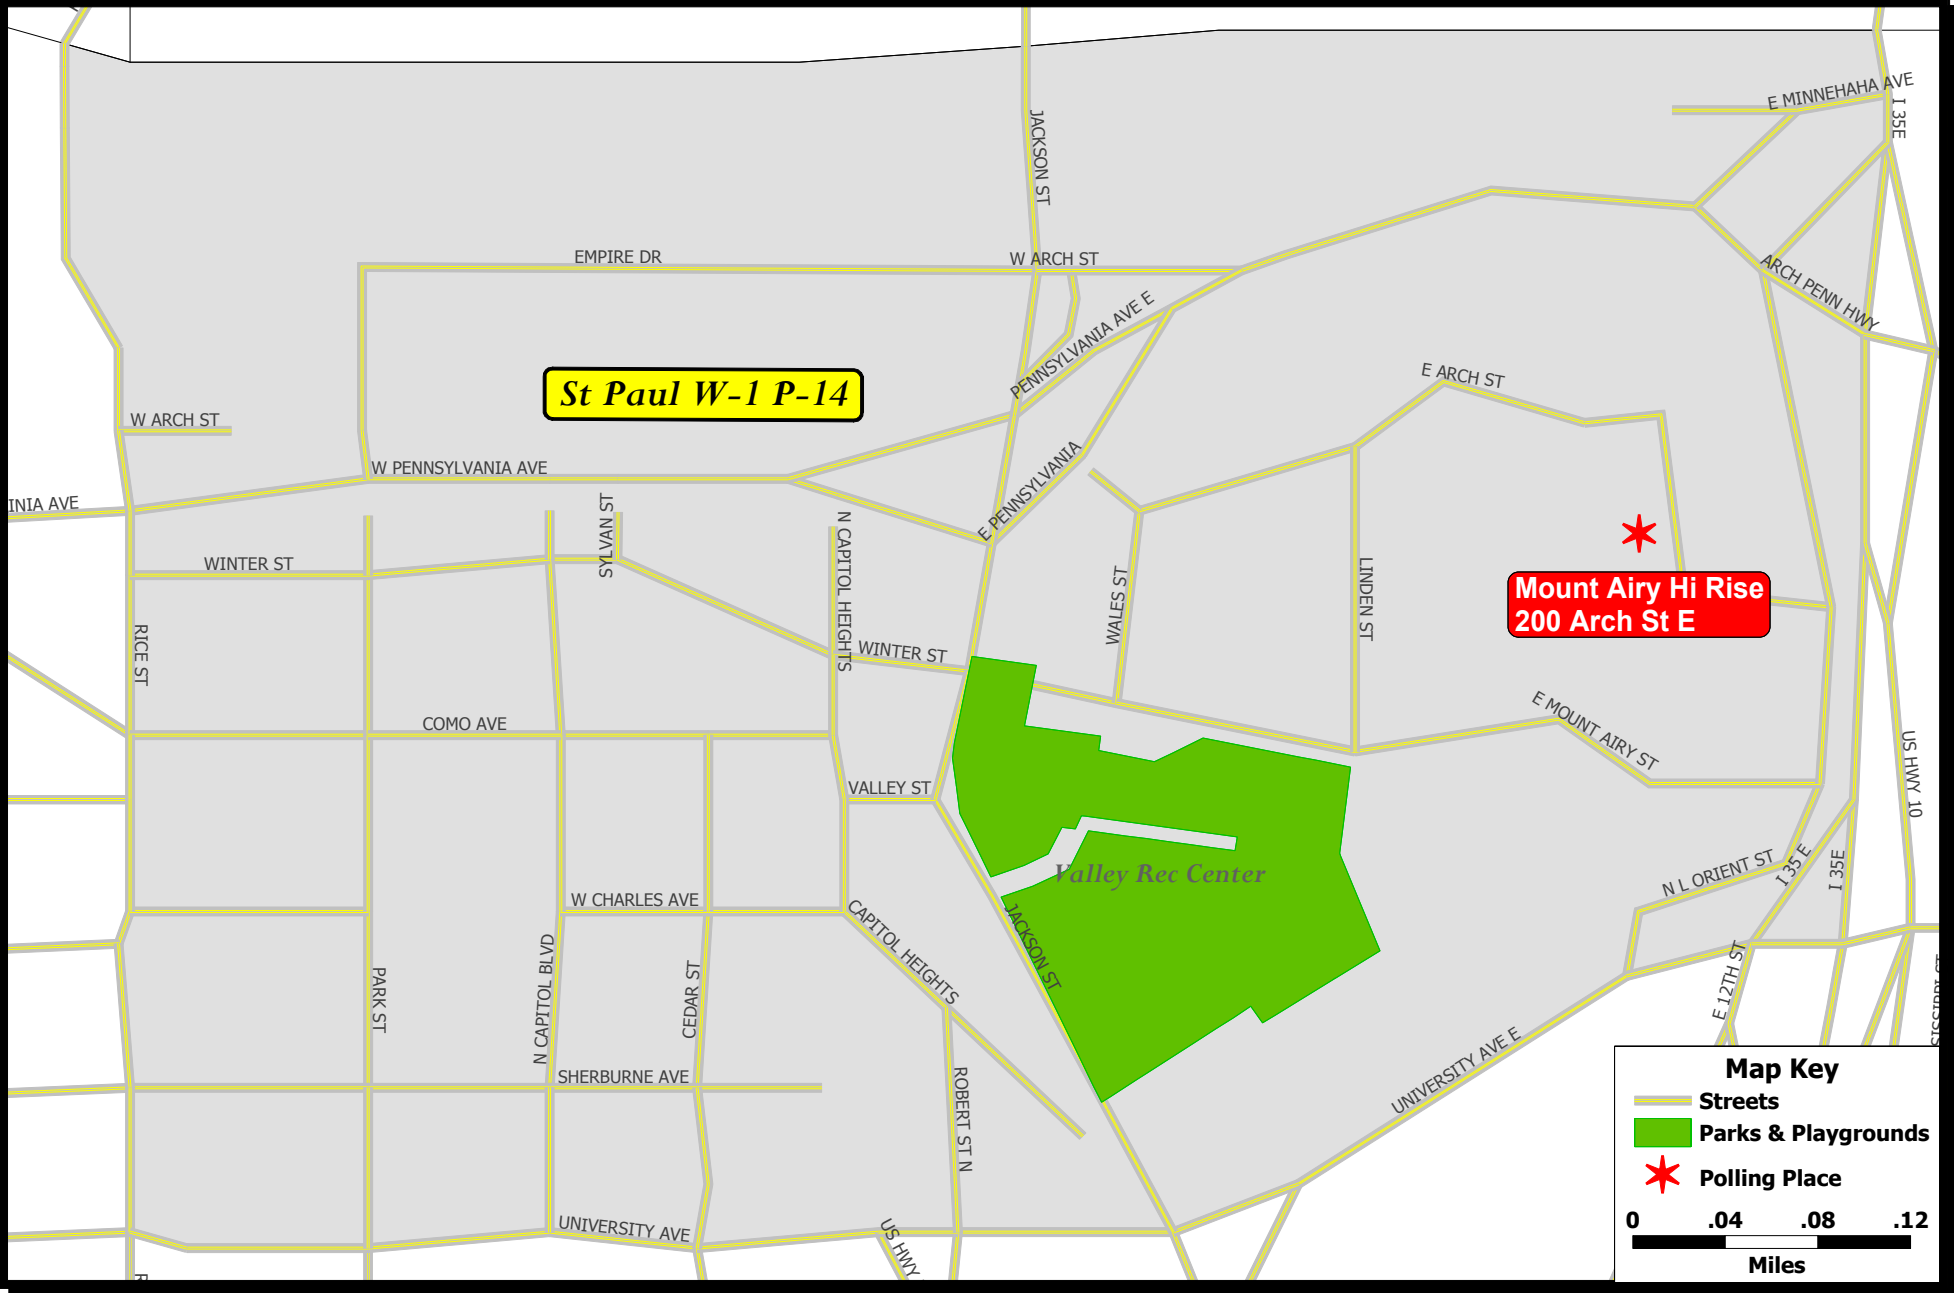 E MINNEHAHA AVE
I 35E
JACKSON ST
EMPIRE DR
W ARCH ST
ARCH PENN HWY
PENNSYLVANIA AVE E
E ARCH ST
St Paul W-1 P-14
W ARCH ST
W PENNSYLVANIA AVE
E PENNSYLVANIA
INIA AVE
SYLVAN ST
N CAPITOL HEIGHTS
WINTER ST
WALES ST
LINDEN ST
Mount Airy Hi Rise
200 Arch St E
RICE ST
WINTER ST
E MOUNT AIRY ST
COMO AVE
US HWY 10
VALLEY ST
Valley Rec Center
N L ORIENT ST
I 35 E
I 35E
W CHARLES AVE
CAPITOL HEIGHTS
JACKSON ST
N CAPITOL BLVD
CEDAR ST
PARK ST
E 12TH ST
SISSIPPI ST
UNIVERSITY AVE E
SHERBURNE AVE
ROBERT ST N
UNIVERSITY AVE
US HWY
R
Map Key
Streets
Parks & Playgrounds
Polling Place
0 .04 .08 .12
Miles